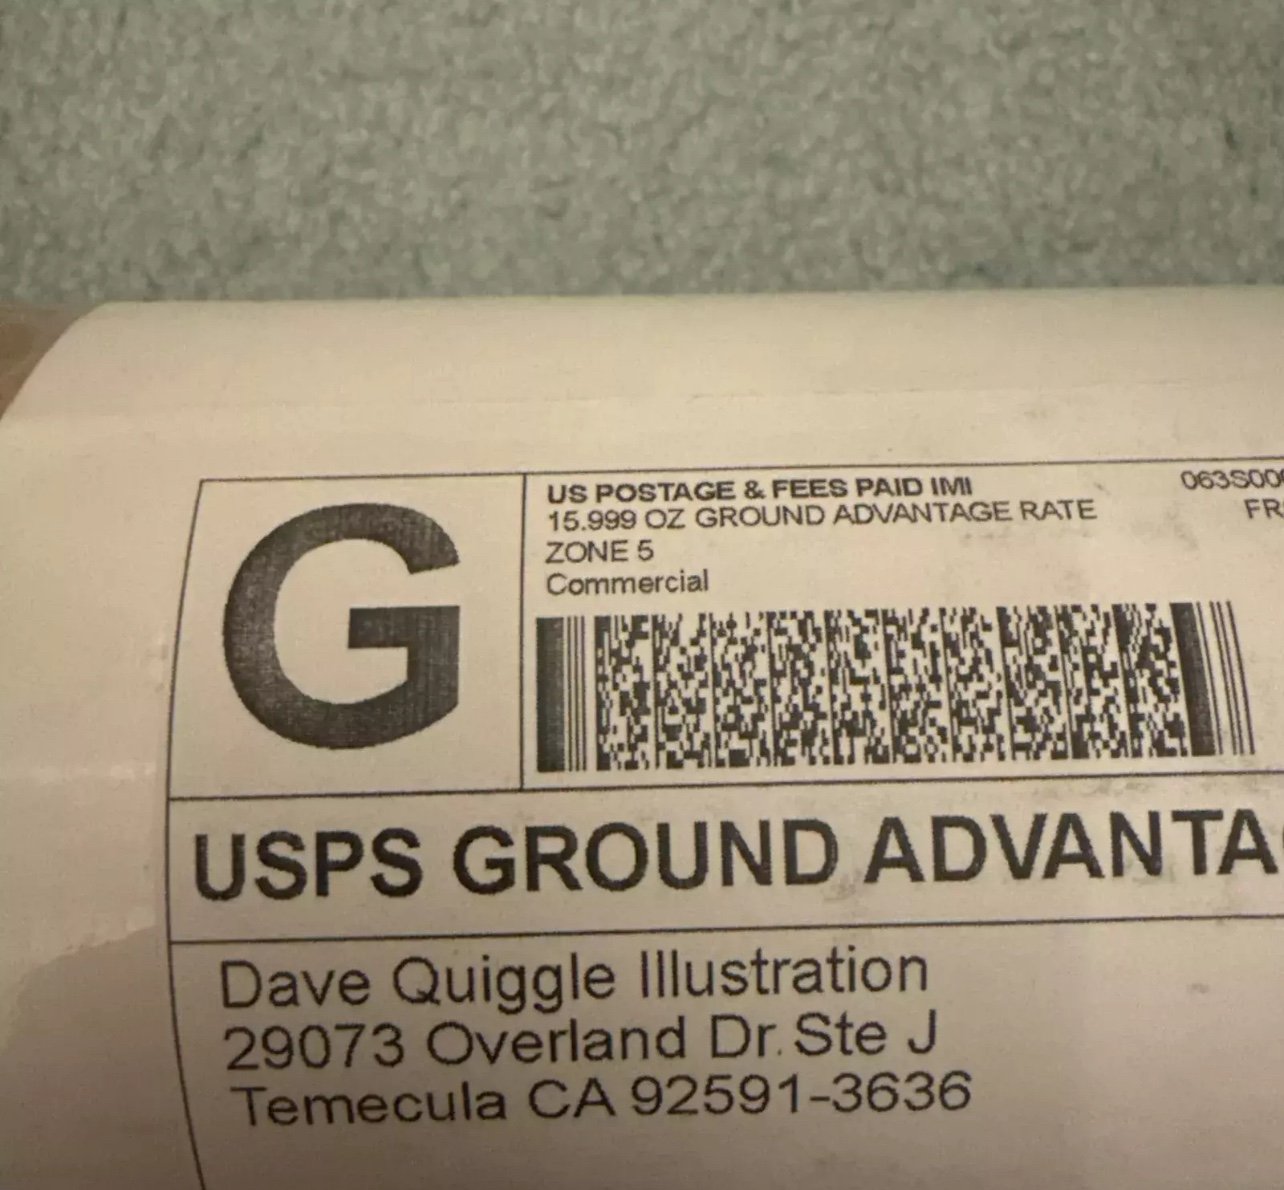 G
US POSTAGE & FEES PAID IMI
15.999 OZ GROUND ADVANTAGE RATE
ZONE 5
Commercial
USPS GROUND
Dave Quiggle Illustration
29073 Overland Dr. Ste J
Temecula CA 92591-3636